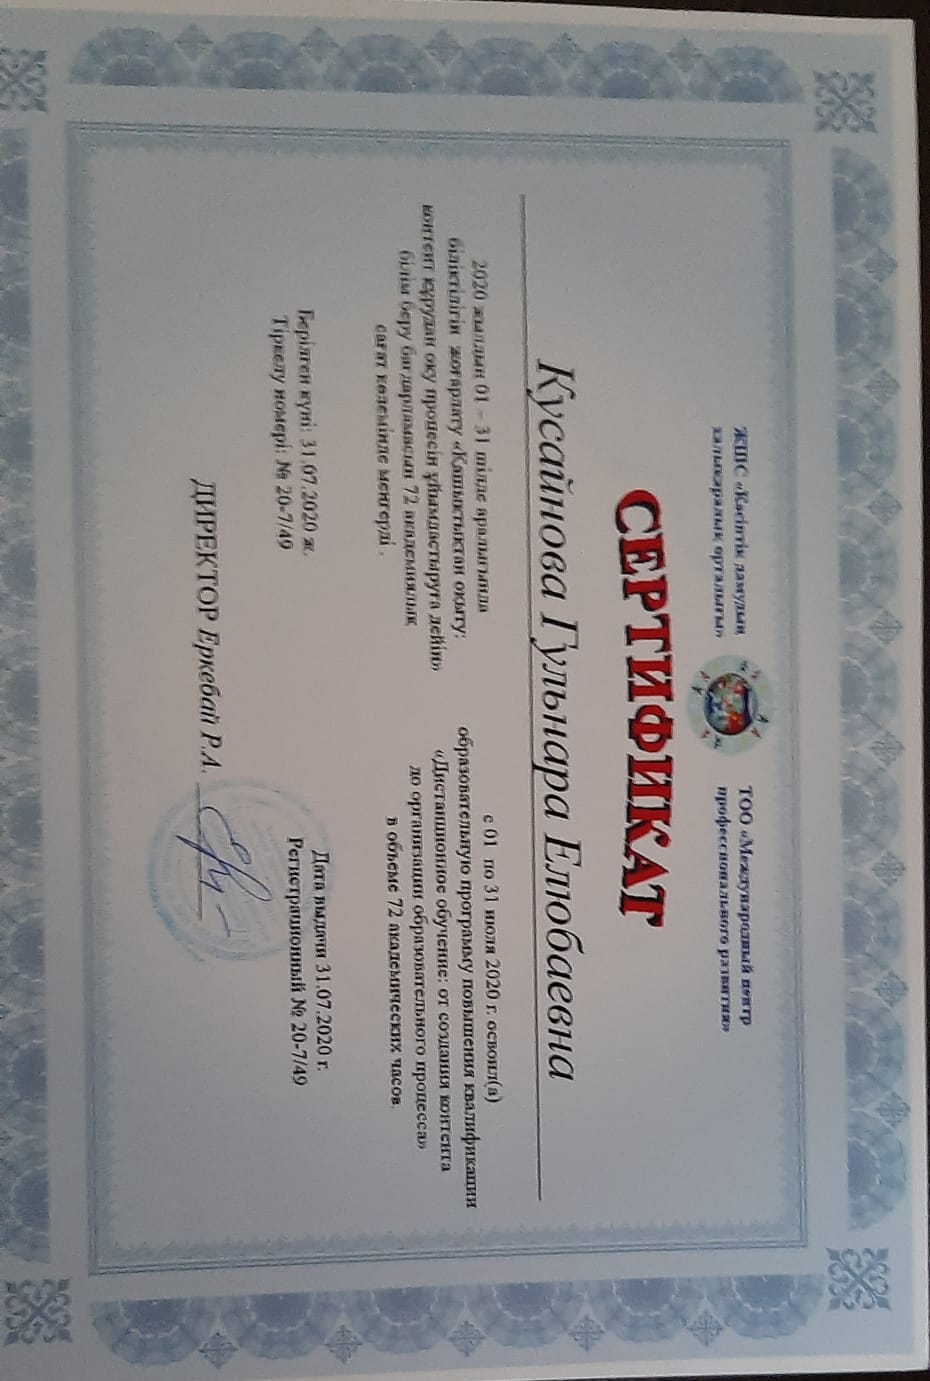 ЖШС «Кәсіптік дамудың
халықаралық орталығы»
ТОО «Международный центр
профессионального развития»
СЕРТИФИКАТ
Кусайнова Гульнара Елюбаевна
2020 жылдың 01 – 31 шілде аралығында
біліктілігін жоғарлату «Қашықтықтан оқыту:
контент құрудан оқу процесін ұйымдастыруға дейін»
білім беру бағдарламасын 72 академиялық
сағат көлемінде меңгерді .
с 01 по 31 июля 2020 г. освоил(а)
образовательную программу повышения квалификации
«Дистанционное обучение: от создания контента
до организации образовательного процесса»
в объеме 72 академических часов.
Берілген күні: 31.07.2020 ж.
Тіркелу номері: № 20-7/49
Дата выдачи 31.07.2020 г.
Регистрационный № 20-7/49
ДИРЕКТОР Еркебай Р.А.